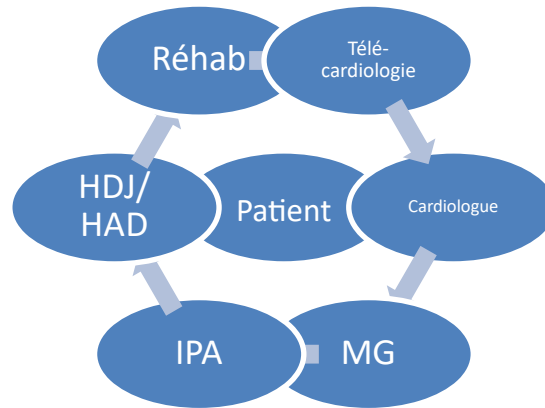 Réhab
Télé-
cardiologie
HDJ/
HAD
Patient
Cardiologue
IPA
MG